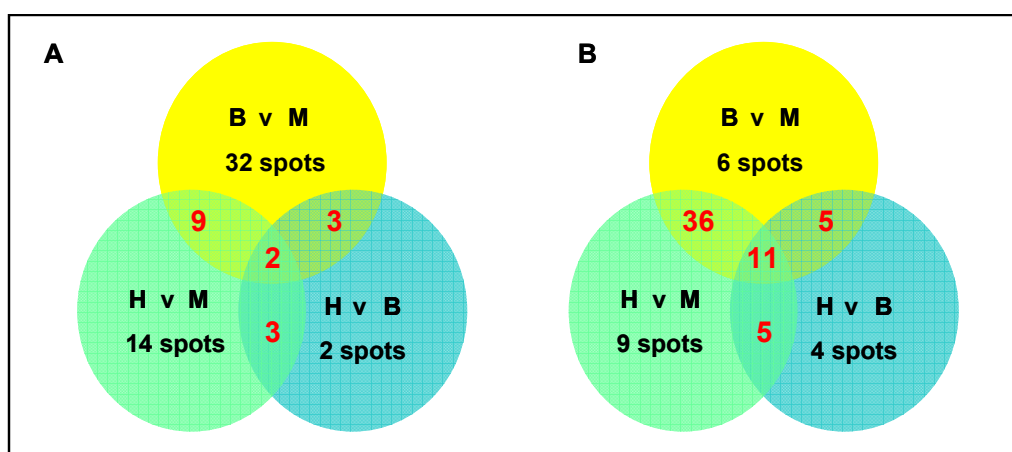 A
B v M
32 spots
9
3
2
H v M
14 spots
3
H v B
2 spots
B
B v M
6 spots
36
5
11
H v M
9 spots
5
H v B
4 spots